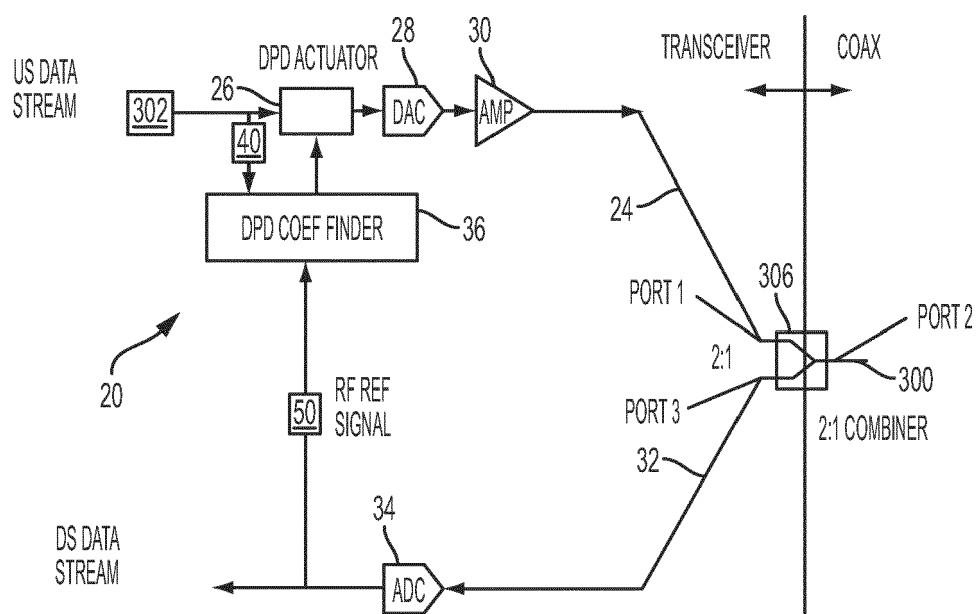 US DATA
STREAM
302
40
26
DPD ACTUATOR
28
DAC
30
AMP
TRANSCEIVER
COAX
DPD COEF FINDER
36
24
20
50
RF REF
SIGNAL
PORT 1
306
PORT 2
2:1
300
PORT 3
2:1 COMBINER
32
34
ADC
DS DATA
STREAM